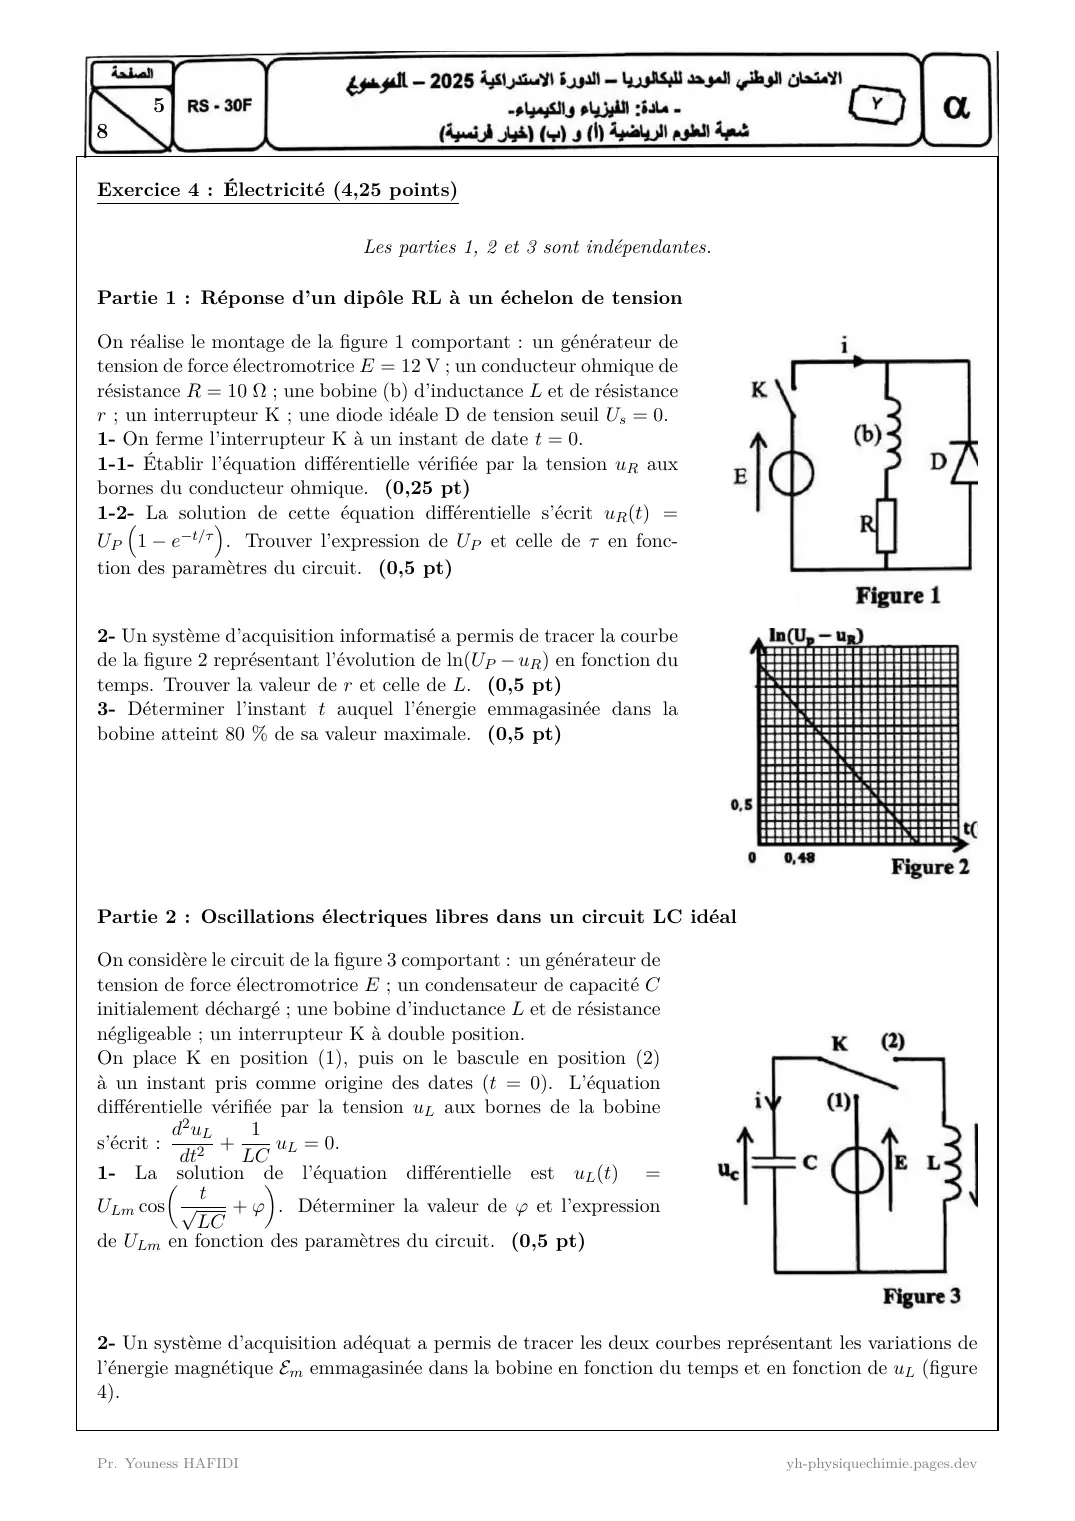 الصفحة
5
8
RS - 30F
الامتحان الوطني الموحد للبكالوريا – الدورة الاستدراكية 2025 – الموضوع
- مادة: الفيزياء والكيمياء-
شعبة العلوم الرياضية (أ) و (ب) (خيار فرنسية)
α
Exercice 4 : Électricité (4,25 points)
Les parties 1, 2 et 3 sont indépendantes.
Partie 1 : Réponse d'un dipôle RL à un échelon de tension
On réalise le montage de la figure 1 comportant : un générateur de
tension de force électromotrice E = 12 V ; un conducteur ohmique de
résistance R = 10 Ω ; une bobine (b) d'inductance L et de résistance
r ; un interrupteur K ; une diode idéale D de tension seuil U_s = 0.
1- On ferme l'interrupteur K à un instant de date t = 0.
1-1- Établir l'équation différentielle vérifiée par la tension u_R aux
bornes du conducteur ohmique. (0,25 pt)
1-2- La solution de cette équation différentielle s'écrit u_R(t) =
U_P (1 − e^{−t/τ}). Trouver l'expression de U_P et celle de τ en fonc-
tion des paramètres du circuit. (0,5 pt)
i
K
(b)
E
D
R
Figure 1
2- Un système d'acquisition informatisé a permis de tracer la courbe
de la figure 2 représentant l'évolution de ln(U_P − u_R) en fonction du
temps. Trouver la valeur de r et celle de L. (0,5 pt)
3- Déterminer l'instant t auquel l'énergie emmagasinée dans la
bobine atteint 80 % de sa valeur maximale. (0,5 pt)
ln(U_p − u_R)
0,5
t(
0 0,48
Figure 2
Partie 2 : Oscillations électriques libres dans un circuit LC idéal
On considère le circuit de la figure 3 comportant : un générateur de
tension de force électromotrice E ; un condensateur de capacité C
initialement déchargé ; une bobine d'inductance L et de résistance
négligeable ; un interrupteur K à double position.
On place K en position (1), puis on le bascule en position (2)
à un instant pris comme origine des dates (t = 0). L'équation
différentielle vérifiée par la tension u_L aux bornes de la bobine
s'écrit : d²u_L/dt² + 1/LC u_L = 0.
1- La solution de l'équation différentielle est u_L(t) =
U_{Lm} cos(t/√LC + φ). Déterminer la valeur de φ et l'expression
de U_{Lm} en fonction des paramètres du circuit. (0,5 pt)
K (2)
i (1)
u_c C E L
Figure 3
2- Un système d'acquisition adéquat a permis de tracer les deux courbes représentant les variations de
l'énergie magnétique ℰ_m emmagasinée dans la bobine en fonction du temps et en fonction de u_L (figure
4).
Pr. Youness HAFIDI
yh-physiquechimie.pages.dev